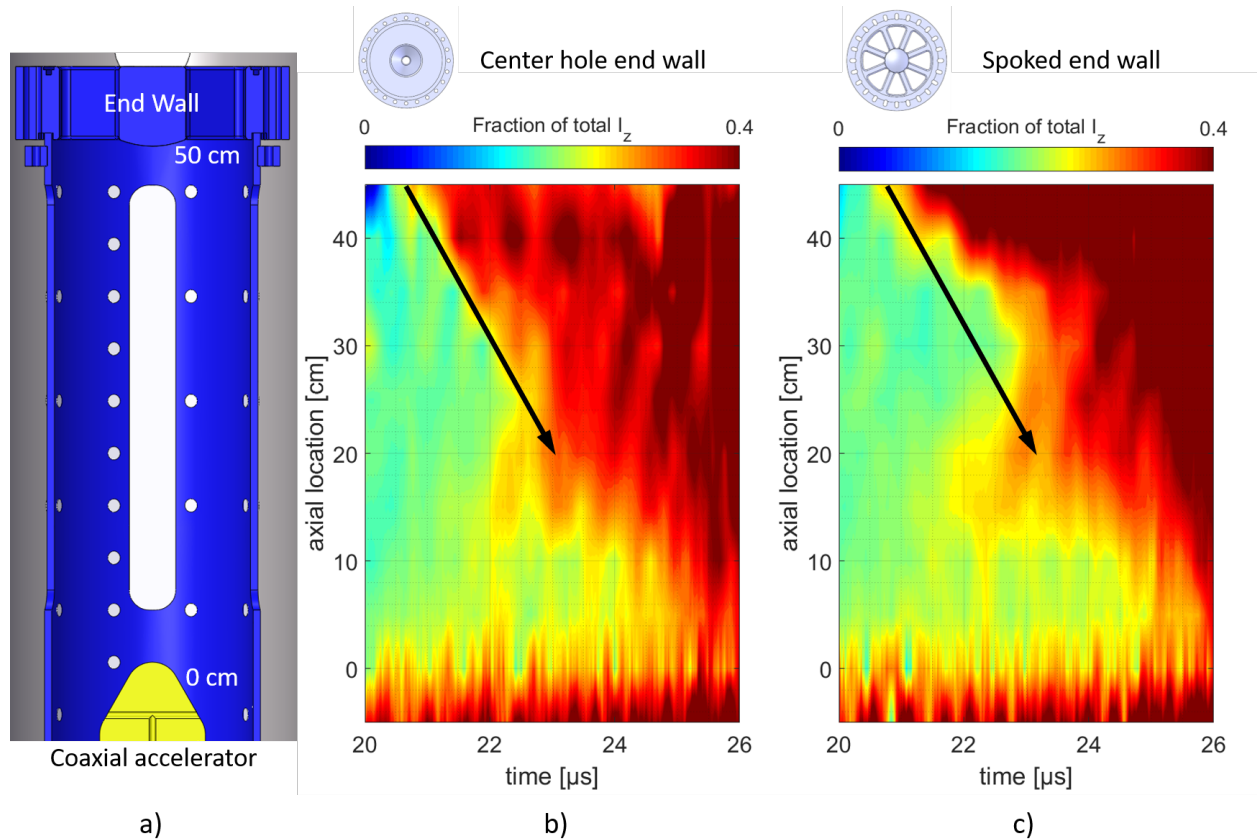 Center hole end wall
Spoked end wall
End Wall
50 cm
0 cm
Coaxial accelerator
a)
0 Fraction of total I_z 0.4
axial location [cm]
40
30
20
10
0
20 22 24 26
time [µs]
b)
0 Fraction of total I_z 0.4
axial location [cm]
40
30
20
10
0
20 22 24 26
time [µs]
c)